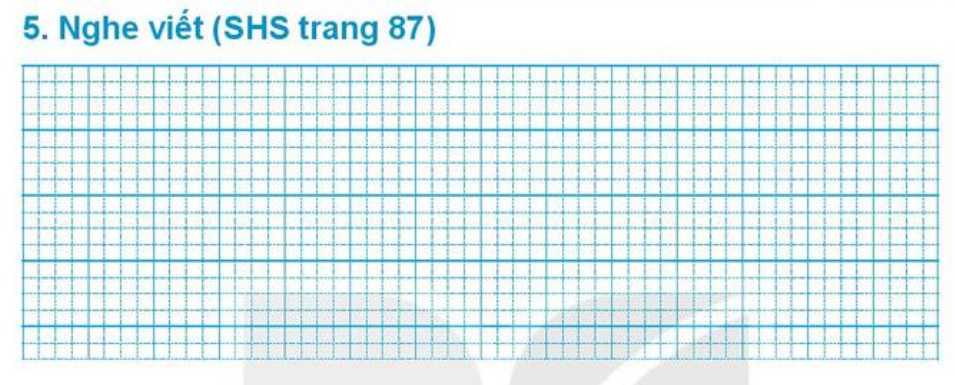 5. Nghe viết (SHS trang 87)